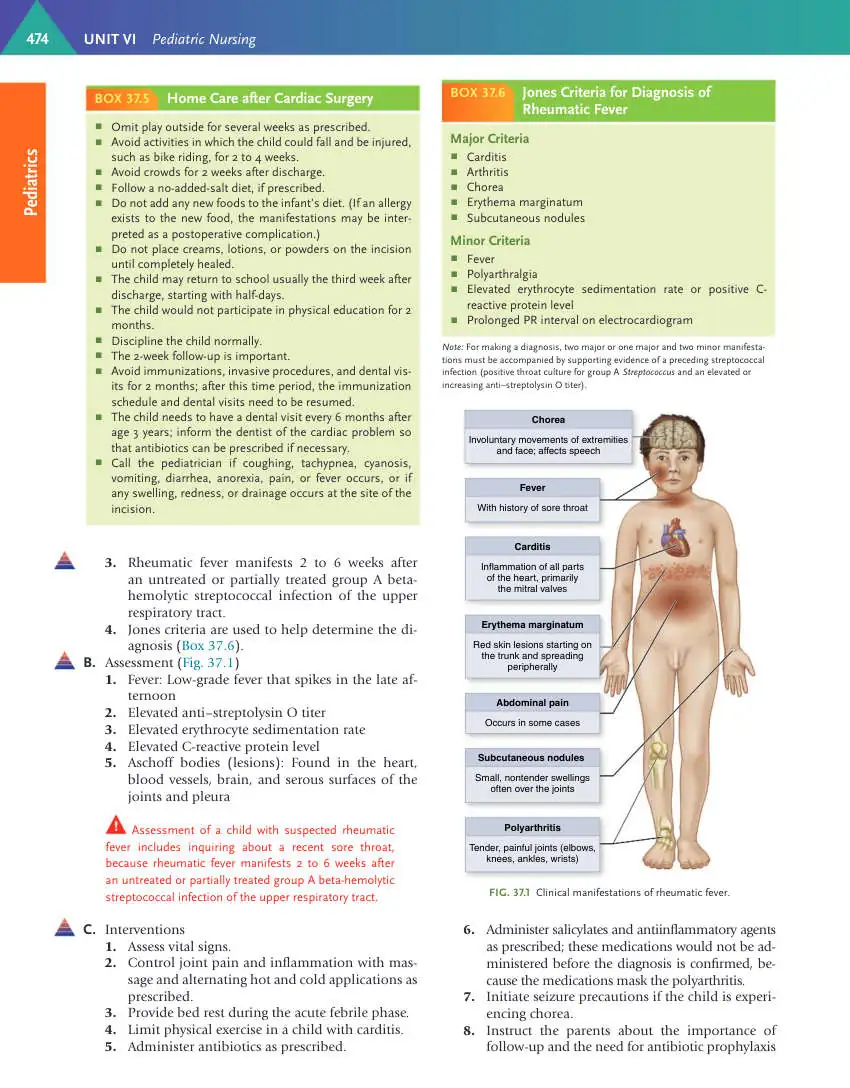 474
UNIT VI Pediatric Nursing
Pediatrics
BOX 37.5 Home Care after Cardiac Surgery
■ Omit play outside for several weeks as prescribed.
■ Avoid activities in which the child could fall and be injured,
such as bike riding, for 2 to 4 weeks.
■ Avoid crowds for 2 weeks after discharge.
■ Follow a no-added-salt diet, if prescribed.
■ Do not add any new foods to the infant's diet. (If an allergy
exists to the new food, the manifestations may be inter-
preted as a postoperative complication.)
■ Do not place creams, lotions, or powders on the incision
until completely healed.
■ The child may return to school usually the third week after
discharge, starting with half-days.
■ The child would not participate in physical education for 2
months.
■ Discipline the child normally.
■ The 2-week follow-up is important.
■ Avoid immunizations, invasive procedures, and dental vis-
its for 2 months; after this time period, the immunization
schedule and dental visits need to be resumed.
■ The child needs to have a dental visit every 6 months after
age 3 years; inform the dentist of the cardiac problem so
that antibiotics can be prescribed if necessary.
■ Call the pediatrician if coughing, tachypnea, cyanosis,
vomiting, diarrhea, anorexia, pain, or fever occurs, or if
any swelling, redness, or drainage occurs at the site of the
incision.
3. Rheumatic fever manifests 2 to 6 weeks after
an untreated or partially treated group A beta-
hemolytic streptococcal infection of the upper
respiratory tract.
4. Jones criteria are used to help determine the di-
agnosis (Box 37.6).
B. Assessment (Fig. 37.1)
1. Fever: Low-grade fever that spikes in the late af-
ternoon
2. Elevated anti–streptolysin O titer
3. Elevated erythrocyte sedimentation rate
4. Elevated C-reactive protein level
5. Aschoff bodies (lesions): Found in the heart,
blood vessels, brain, and serous surfaces of the
joints and pleura
Assessment of a child with suspected rheumatic
fever includes inquiring about a recent sore throat,
because rheumatic fever manifests 2 to 6 weeks after
an untreated or partially treated group A beta-hemolytic
streptococcal infection of the upper respiratory tract.
C. Interventions
1. Assess vital signs.
2. Control joint pain and inflammation with mas-
sage and alternating hot and cold applications as
prescribed.
3. Provide bed rest during the acute febrile phase.
4. Limit physical exercise in a child with carditis.
5. Administer antibiotics as prescribed.
BOX 37.6 Jones Criteria for Diagnosis of
Rheumatic Fever
Major Criteria
■ Carditis
■ Arthritis
■ Chorea
■ Erythema marginatum
■ Subcutaneous nodules
Minor Criteria
■ Fever
■ Polyarthralgia
■ Elevated erythrocyte sedimentation rate or positive C-
reactive protein level
■ Prolonged PR interval on electrocardiogram
Note: For making a diagnosis, two major or one major and two minor manifesta-
tions must be accompanied by supporting evidence of a preceding streptococcal
infection (positive throat culture for group A Streptococcus and an elevated or
increasing anti–streptolysin O titer).
Chorea
Involuntary movements of extremities
and face; affects speech
Fever
With history of sore throat
Carditis
Inflammation of all parts
of the heart, primarily
the mitral valves
Erythema marginatum
Red skin lesions starting on
the trunk and spreading
peripherally
Abdominal pain
Occurs in some cases
Subcutaneous nodules
Small, nontender swellings
often over the joints
Polyarthritis
Tender, painful joints (elbows,
knees, ankles, wrists)
FIG. 37.1 Clinical manifestations of rheumatic fever.
6. Administer salicylates and antiinflammatory agents
as prescribed; these medications would not be ad-
ministered before the diagnosis is confirmed, be-
cause the medications mask the polyarthritis.
7. Initiate seizure precautions if the child is experi-
encing chorea.
8. Instruct the parents about the importance of
follow-up and the need for antibiotic prophylaxis